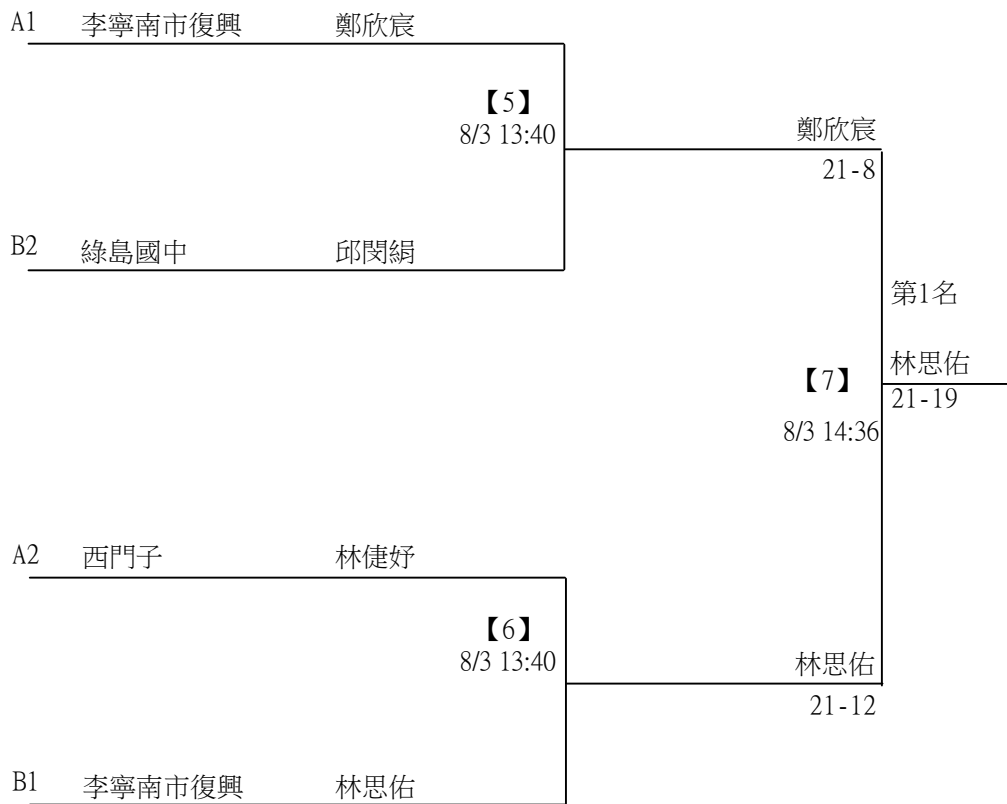 A1 李寧南市復興 鄭欣宸
【5】
8/3 13:40
鄭欣宸
21-8
B2 綠島國中 邱閔絹
第1名
【7】
林思佑
21-19
8/3 14:36
A2 西門子 林倢妤
【6】
8/3 13:40
林思佑
21-12
B1 李寧南市復興 林思佑